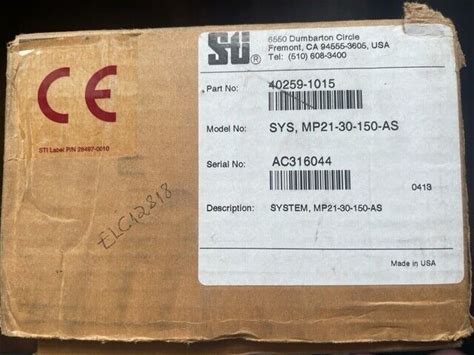 STI®
6550 Dumbarton Circle
Fremont, CA 94555-3605, USA
Tel: (510) 608-3400
CE
STI Label P/N 28497-0010
Part No: 40259-1015
Model No: SYS, MP21-30-150-AS
Serial No: AC316044
0413
Description: SYSTEM, MP21-30-150-AS
Made in USA
ELC12818